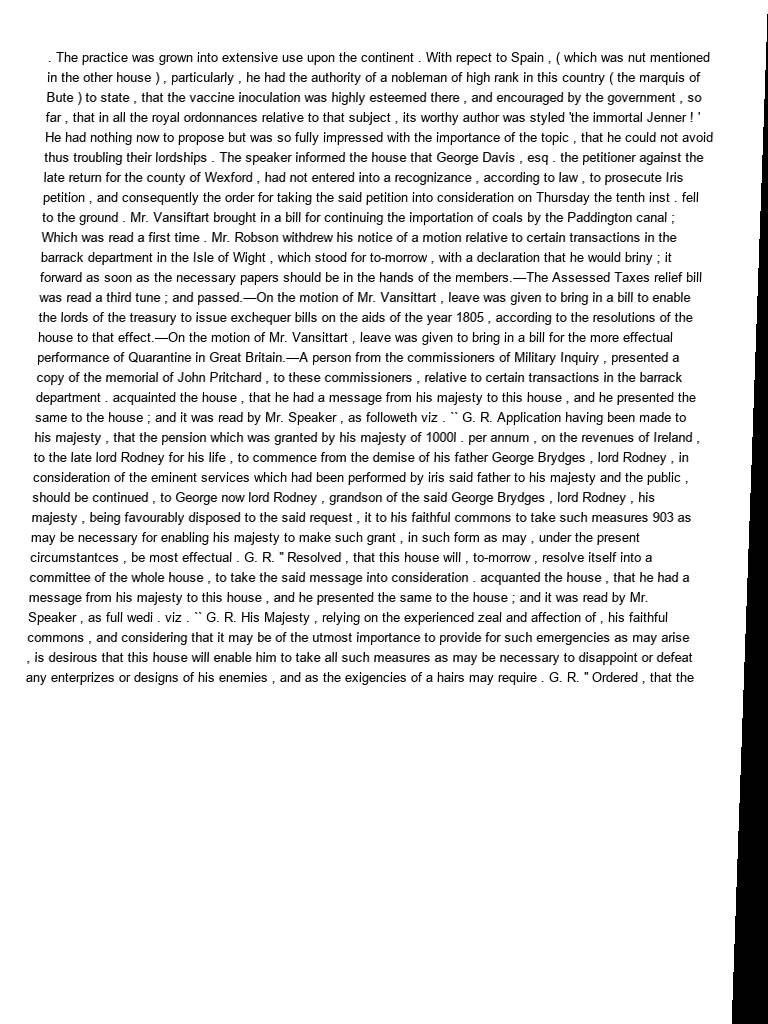 . The practice was grown into extensive use upon the continent . With repect to Spain , ( which was nut mentioned
in the other house ) , particularly , he had the authority of a nobleman of high rank in this country ( the marquis of
Bute ) to state , that the vaccine inoculation was highly esteemed there , and encouraged by the government , so
far , that in all the royal ordonnances relative to that subject , its worthy author was styled 'the immortal Jenner ! '
He had nothing now to propose but was so fully impressed with the importance of the topic , that he could not avoid
thus troubling their lordships . The speaker informed the house that George Davis , esq . the petitioner against the
late return for the county of Wexford , had not entered into a recognizance , according to law , to prosecute Iris
petition , and consequently the order for taking the said petition into consideration on Thursday the tenth inst . fell
to the ground . Mr. Vansiftart brought in a bill for continuing the importation of coals by the Paddington canal ;
Which was read a first time . Mr. Robson withdrew his notice of a motion relative to certain transactions in the
barrack department in the Isle of Wight , which stood for to-morrow , with a declaration that he would briny ; it
forward as soon as the necessary papers should be in the hands of the members.—The Assessed Taxes relief bill
was read a third tune ; and passed.—On the motion of Mr. Vansittart , leave was given to bring in a bill to enable
the lords of the treasury to issue exchequer bills on the aids of the year 1805 , according to the resolutions of the
house to that effect.—On the motion of Mr. Vansittart , leave was given to bring in a bill for the more effectual
performance of Quarantine in Great Britain.—A person from the commissioners of Military Inquiry , presented a
copy of the memorial of John Pritchard , to these commissioners , relative to certain transactions in the barrack
department . acquainted the house , that he had a message from his majesty to this house , and he presented the
same to the house ; and it was read by Mr. Speaker , as followeth viz . `` G. R. Application having been made to
his majesty , that the pension which was granted by his majesty of 1000l . per annum , on the revenues of Ireland ,
to the late lord Rodney for his life , to commence from the demise of his father George Brydges , lord Rodney , in
consideration of the eminent services which had been performed by iris said father to his majesty and the public ,
should be continued , to George now lord Rodney , grandson of the said George Brydges , lord Rodney , his
majesty , being favourably disposed to the said request , it to his faithful commons to take such measures 903 as
may be necessary for enabling his majesty to make such grant , in such form as may , under the present
circumstantces , be most effectual . G. R. '' Resolved , that this house will , to-morrow , resolve itself into a
committee of the whole house , to take the said message into consideration . acquanted the house , that he had a
message from his majesty to this house , and he presented the same to the house ; and it was read by Mr.
Speaker , as full wedi . viz . `` G. R. His Majesty , relying on the experienced zeal and affection of , his faithful
commons , and considering that it may be of the utmost importance to provide for such emergencies as may arise
, is desirous that this house will enable him to take all such measures as may be necessary to disappoint or defeat
any enterprizes or designs of his enemies , and as the exigencies of a hairs may require . G. R. '' Ordered , that the